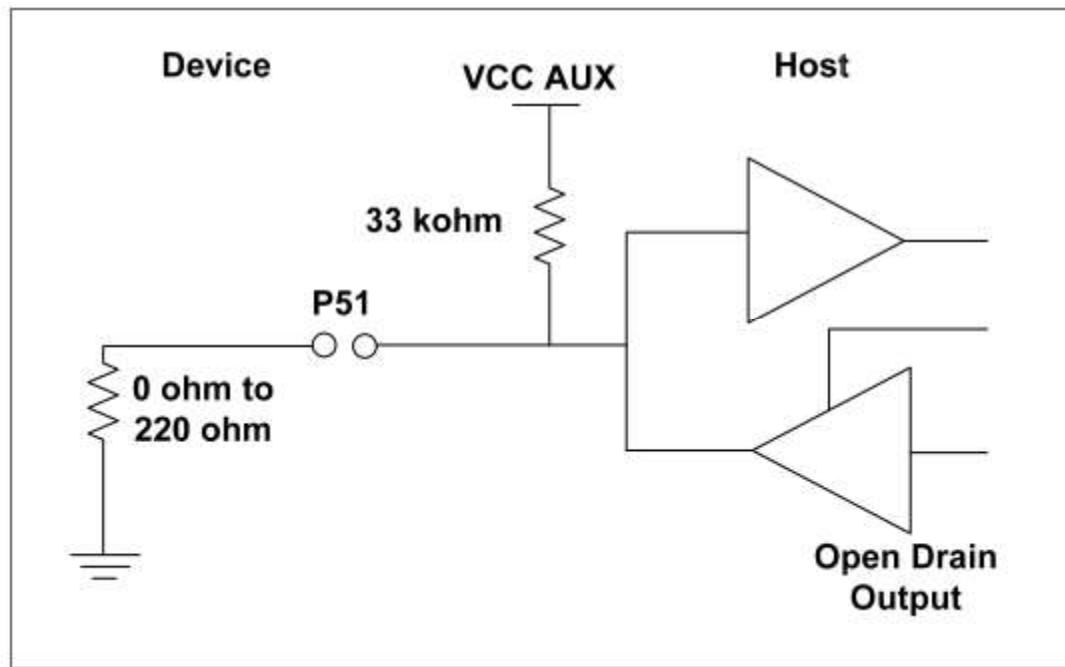 Device
VCC AUX
Host
33 kohm
P51
0 ohm to
220 ohm
Open Drain
Output